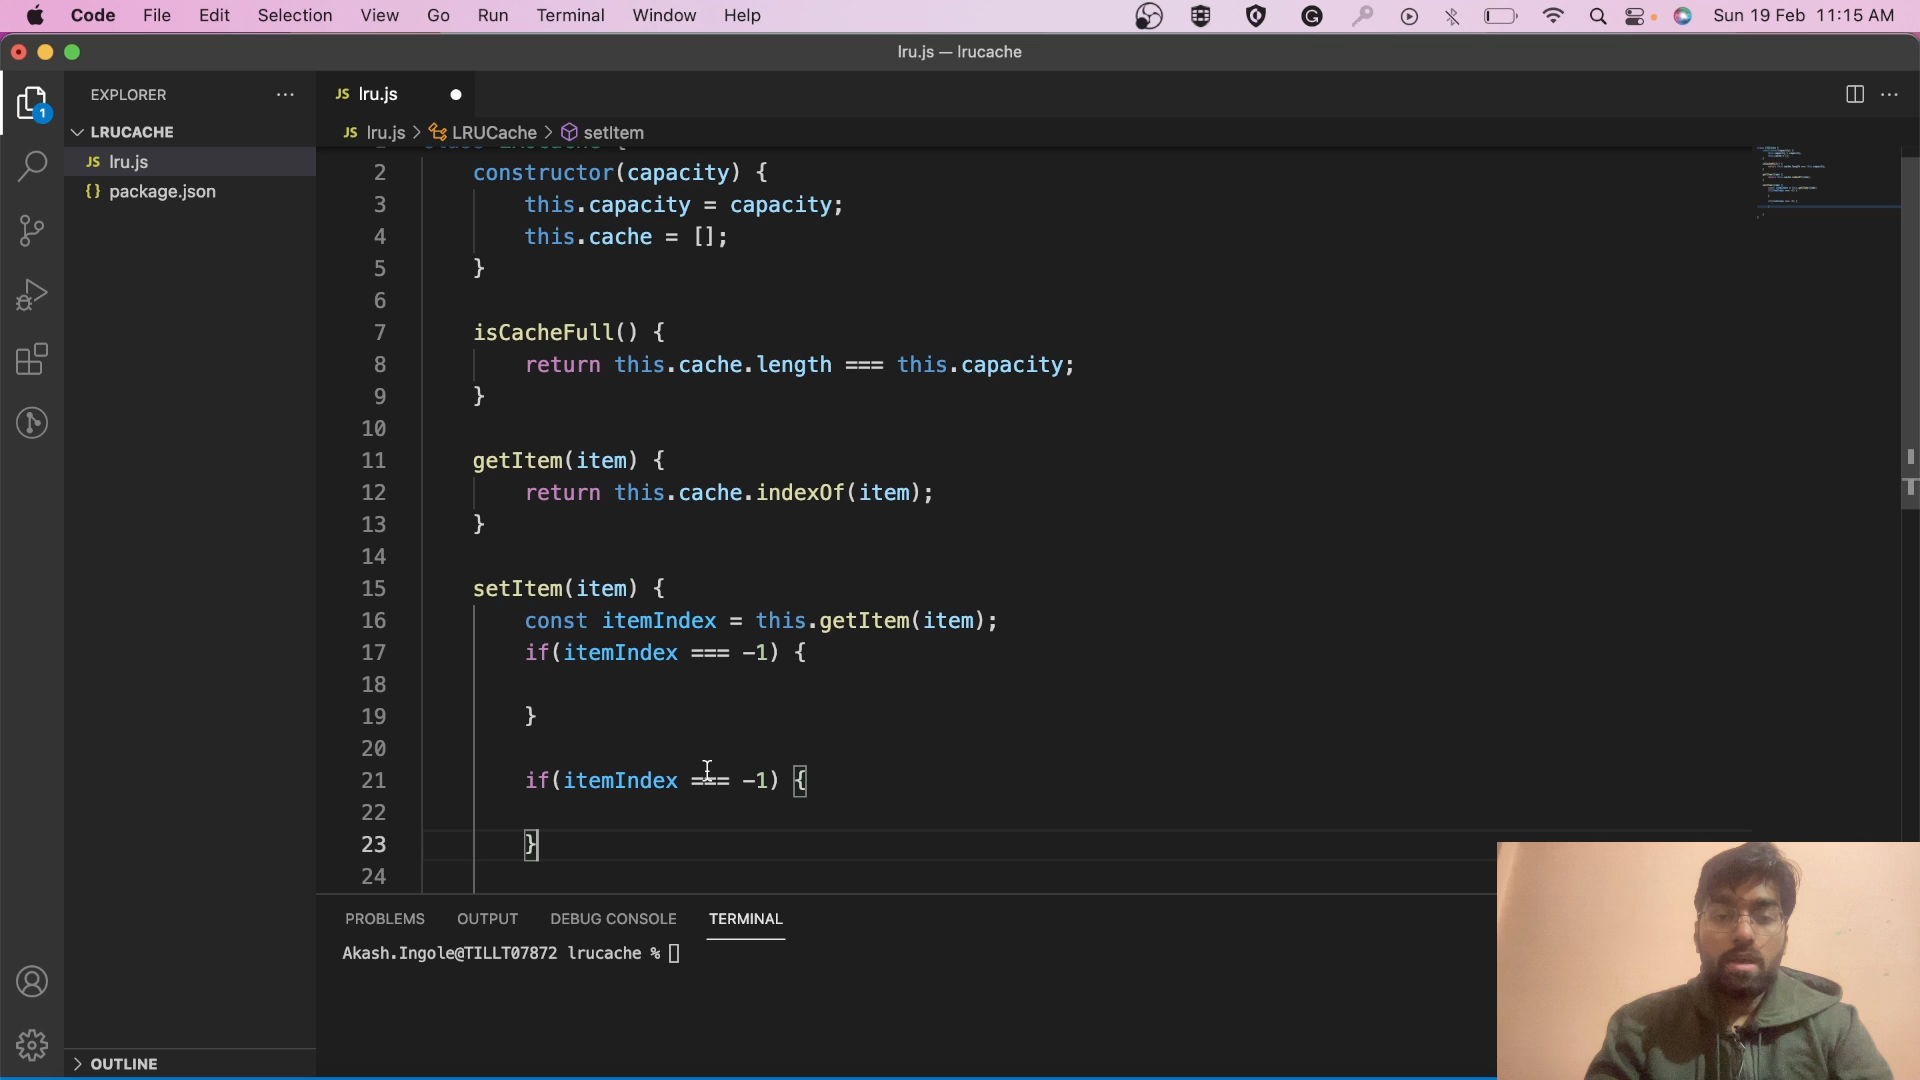 Code File Edit Selection View Go Run Terminal Window Help Sun 19 Feb 11:15 AM
lru.js — lrucache
EXPLORER
LRUCACHE
JS lru.js
{} package.json
OUTLINE
1
JS lru.js
JS lru.js > LRUCache > setItem
2 constructor(capacity) {
3 this.capacity = capacity;
4 this.cache = [];
5 }
6
7 isCacheFull() {
8 return this.cache.length === this.capacity;
9 }
10
11 getItem(item) {
12 return this.cache.indexOf(item);
13 }
14
15 setItem(item) {
16 const itemIndex = this.getItem(item);
17 if(itemIndex === -1) {
18
19 }
20
21 if(itemIndex === -1) {
22
23 }
24
PROBLEMS OUTPUT DEBUG CONSOLE TERMINAL
Akash.Ingole@TILLT07872 lrucache %